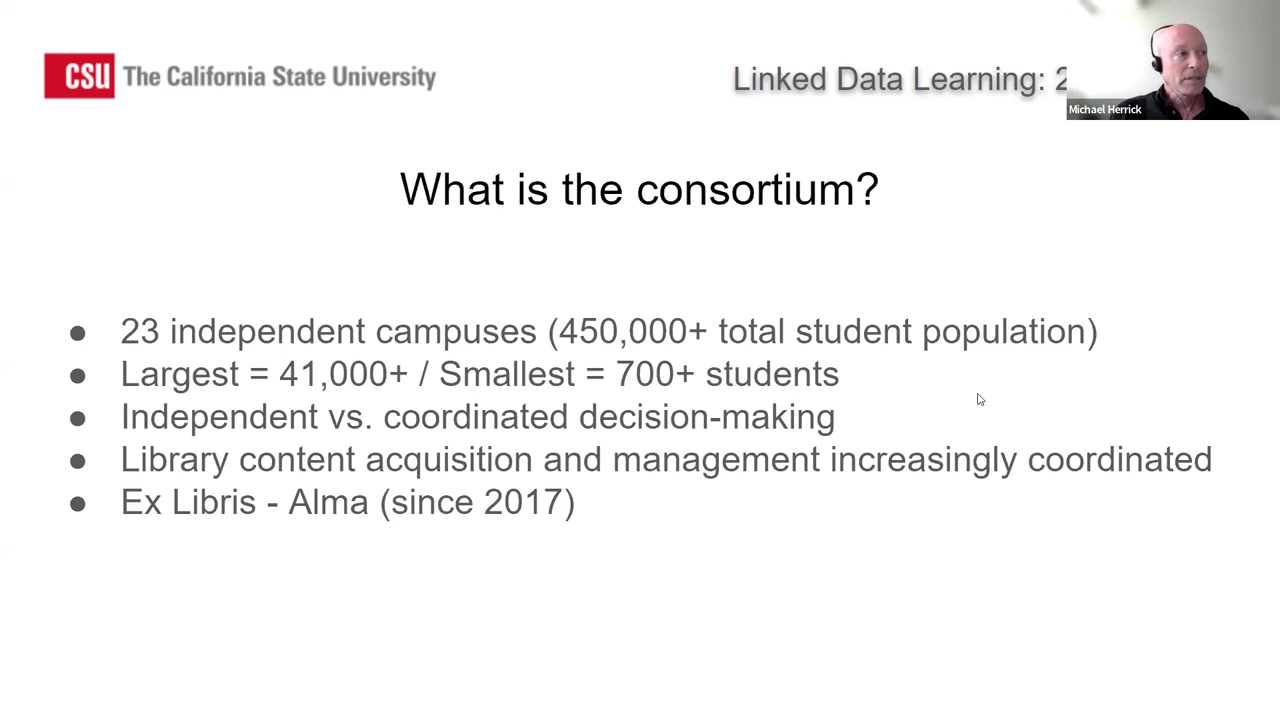 CSU The California State University
Linked Data Learning: 2
Michael Herrick
What is the consortium?
● 23 independent campuses (450,000+ total student population)
● Largest = 41,000+ / Smallest = 700+ students
● Independent vs. coordinated decision-making
● Library content acquisition and management increasingly coordinated
● Ex Libris - Alma (since 2017)